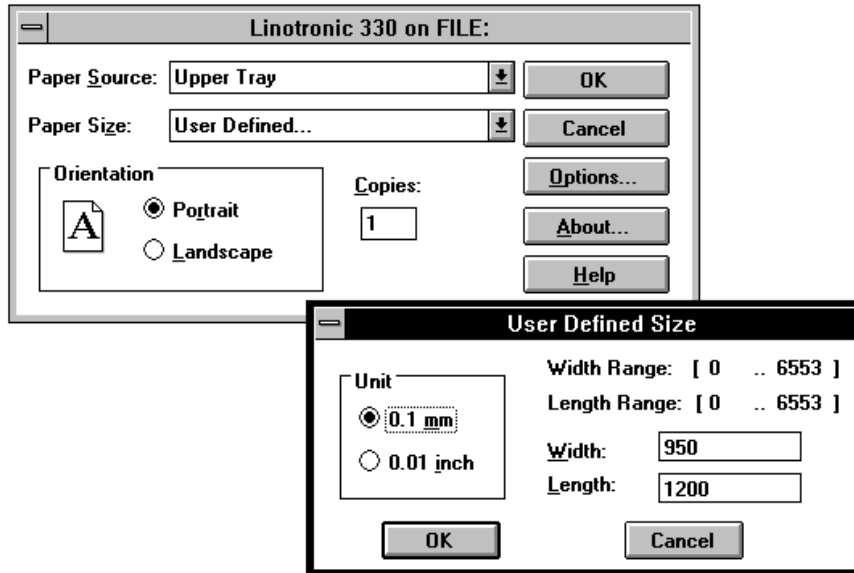 Linotronic 330 on FILE:
Paper Source: Upper Tray
OK
Paper Size: User Defined...
Cancel
Orientation
A
Portrait
Landscape
Copies:
1
Options...
About...
Help
User Defined Size
Unit
0.1 mm
0.01 inch
Width Range: [ 0 .. 6553 ]
Length Range: [ 0 .. 6553 ]
Width: 950
Length: 1200
OK
Cancel